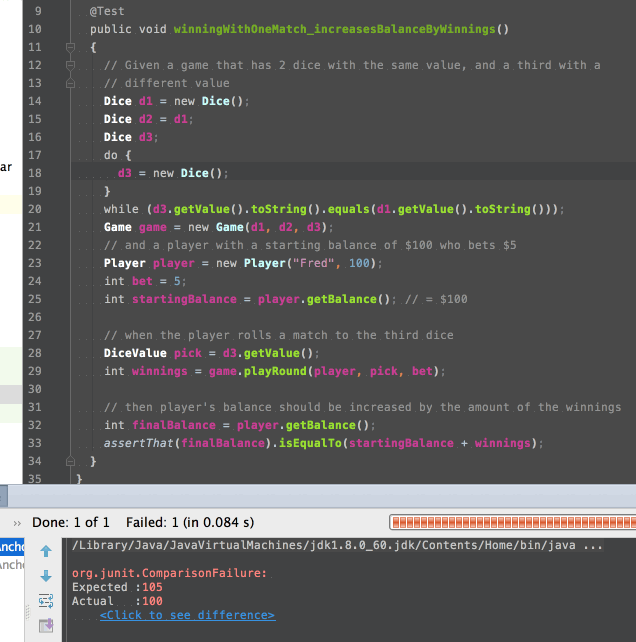 9 @Test
10 public void winningWithOneMatch_increasesBalanceByWinnings()
11 {
12 // Given a game that has 2 dice with the same value, and a third with a
13 // different value
14 Dice d1 = new Dice();
15 Dice d2 = d1;
16 Dice d3;
17 do {
ar
18 d3 = new Dice();
19 }
20 while (d3.getValue().toString().equals(d1.getValue().toString()));
21 Game game = new Game(d1, d2, d3);
22 // and a player with a starting balance of $100 who bets $5
23 Player player = new Player("Fred", 100);
24 int bet = 5;
25 int startingBalance = player.getBalance(); // = $100
26
27 // when the player rolls a match to the third dice
28 DiceValue pick = d3.getValue();
29 int winnings = game.playRound(player, pick, bet);
30
31 // then player's balance should be increased by the amount of the winnings
32 int finalBalance = player.getBalance();
33 assertThat(finalBalance).isEqualTo(startingBalance + winnings);
34 }
35 }
Done: 1 of 1 Failed: 1 (in 0.084 s)
Ancho
Ancho
/Library/Java/JavaVirtualMachines/jdk1.8.0_60.jdk/Contents/Home/bin/java ...
org.junit.ComparisonFailure:
Expected :105
Actual :100
<Click to see difference>